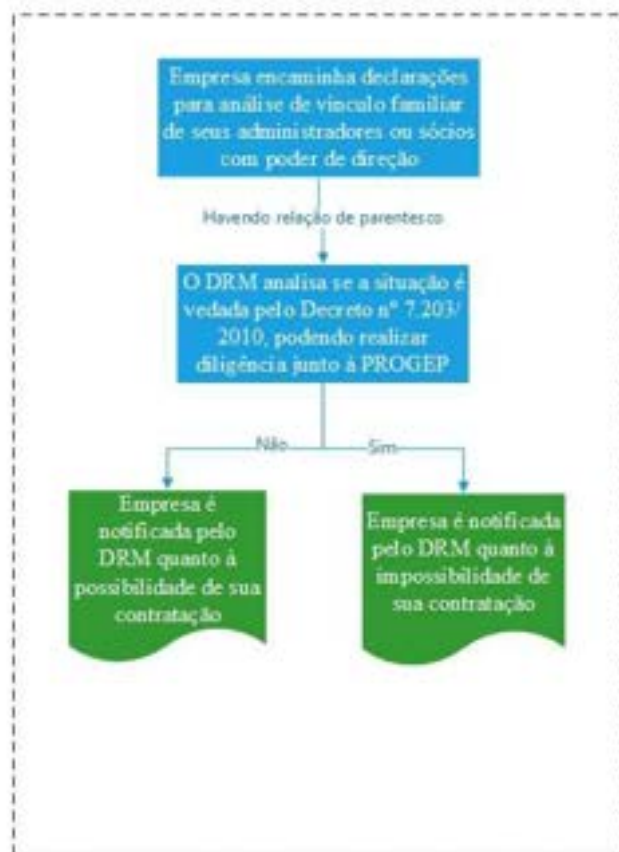 Empresa encaminha declarações
para análise de vínculo familiar
de seus administradores ou sócios
com poder de direção
Havendo relação de parentesco
O DRM analisa se a situação é
vedada pelo Decreto nº 7.203/
2010, podendo realizar
diligência junto à PROGEP
Não
Sim
Empresa é
notificada pelo
DRM quanto à
possibilidade de sua
contratação
Empresa é notificada
pelo DRM quanto à
impossibilidade de
sua contratação